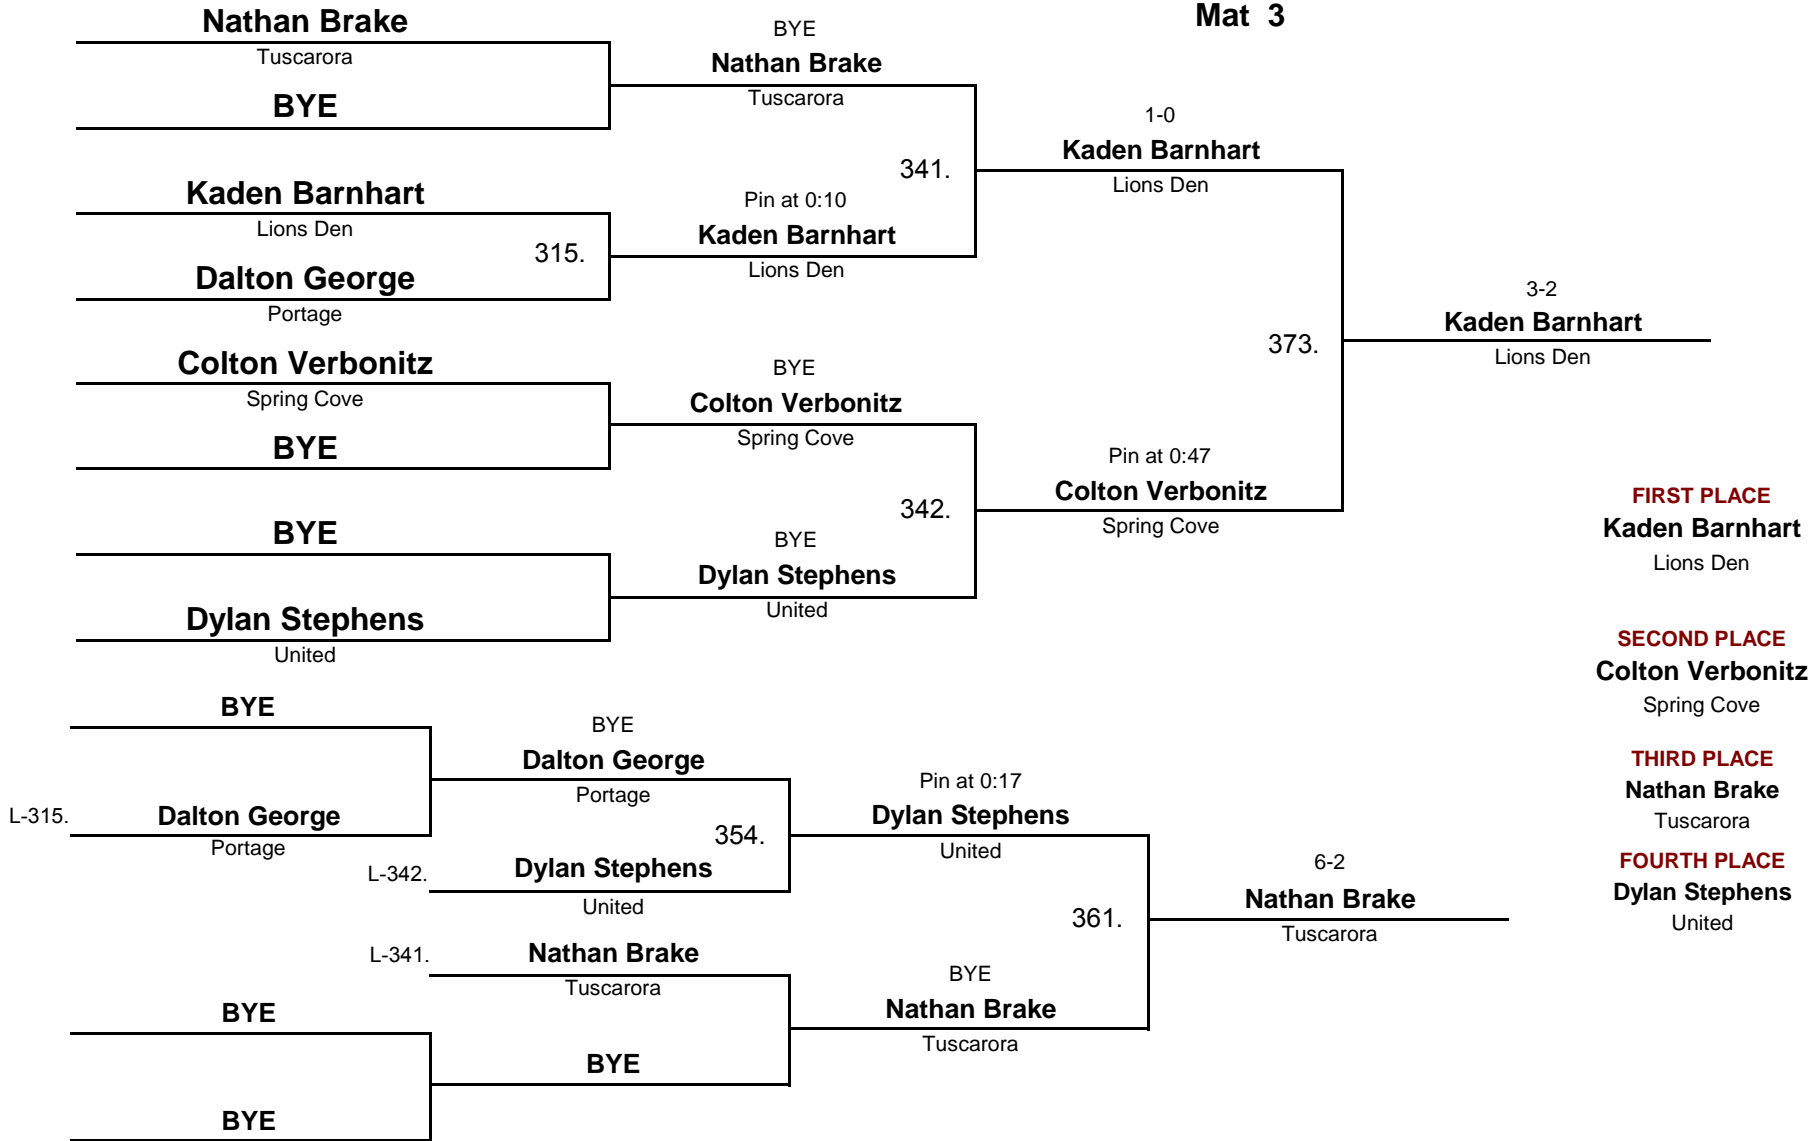 Mat 3
Nathan Brake
Tuscarora
BYE
Kaden Barnhart
Lions Den
315.
Dalton George
Portage
Colton Verbonitz
Spring Cove
BYE
BYE
Dylan Stephens
United
BYE
Nathan Brake
Tuscarora
341.
Pin at 0:10
Kaden Barnhart
Lions Den
BYE
Colton Verbonitz
Spring Cove
342.
BYE
Dylan Stephens
United
1-0
Kaden Barnhart
Lions Den
373.
Pin at 0:47
Colton Verbonitz
Spring Cove
3-2
Kaden Barnhart
Lions Den
FIRST PLACE
Kaden Barnhart
Lions Den
SECOND PLACE
Colton Verbonitz
Spring Cove
THIRD PLACE
Nathan Brake
Tuscarora
FOURTH PLACE
Dylan Stephens
United
BYE
L-315.
Dalton George
Portage
BYE
BYE
BYE
Dalton George
Portage
354.
L-342.
Dylan Stephens
United
L-341.
Nathan Brake
Tuscarora
BYE
Pin at 0:17
Dylan Stephens
United
361.
BYE
Nathan Brake
Tuscarora
6-2
Nathan Brake
Tuscarora